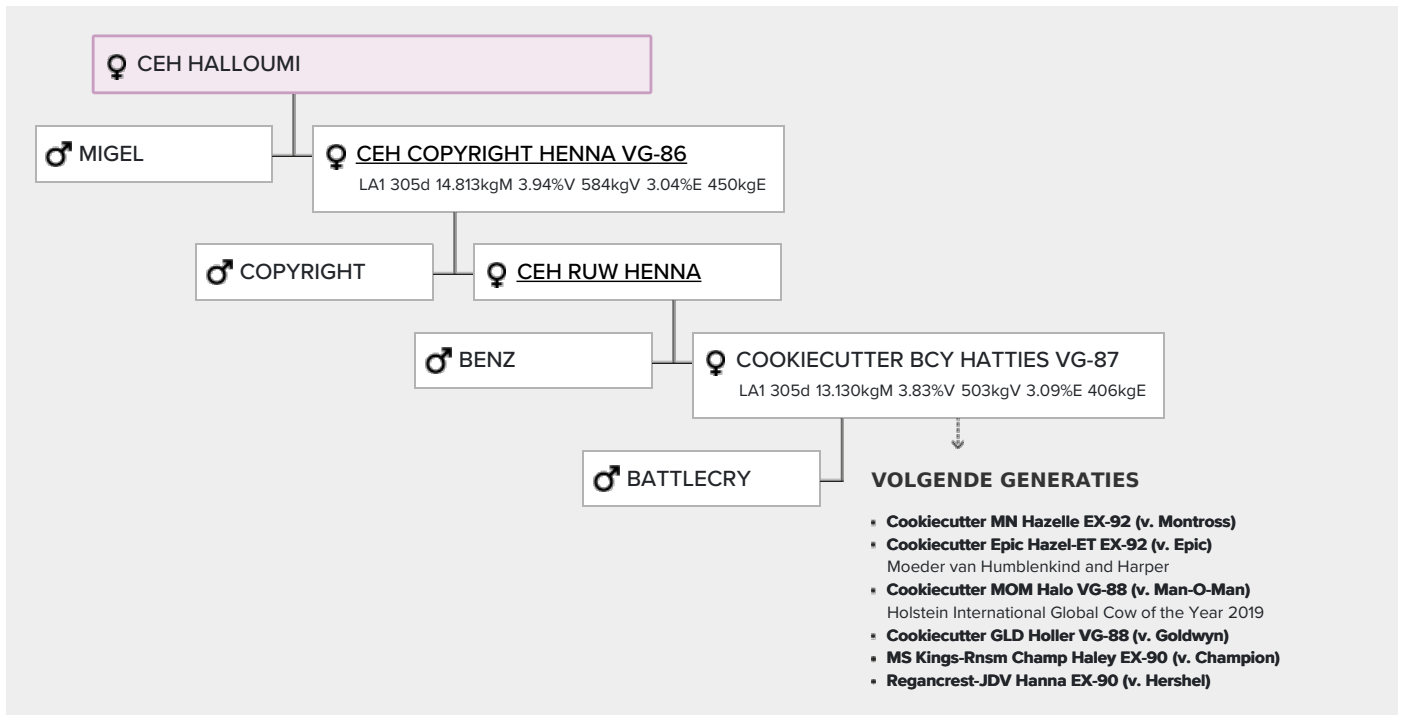 CEH HALLOUMI
MIGEL
CEH COPYRIGHT HENNA VG-86
LA1 305d 14.813kgM 3.94%V 584kgV 3.04%E 450kgE
COPYRIGHT
CEH RUW HENNA
BENZ
COOKIECUTTER BCY HATTIES VG-87
LA1 305d 13.130kgM 3.83%V 503kgV 3.09%E 406kgE
BATTLECRY
VOLGENDE GENERATIES
Cookiecutter MN Hazelle EX-92 (v. Montross)
Cookiecutter Epic Hazel-ET EX-92 (v. Epic)
Moeder van Humblenkind and Harper
Cookiecutter MOM Halo VG-88 (v. Man-O-Man)
Holstein International Global Cow of the Year 2019
Cookiecutter GLD Holler VG-88 (v. Goldwyn)
MS Kings-Rnsm Champ Haley EX-90 (v. Champion)
Regancrest-JDV Hanna EX-90 (v. Hershel)